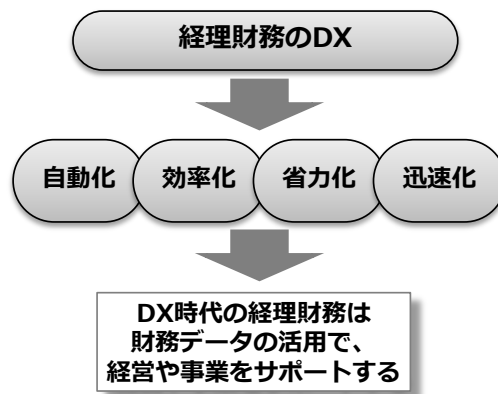 経理財務のDX
自動化 効率化 省力化 迅速化
DX時代の経理財務は
財務データの活用で、
経営や事業をサポートする